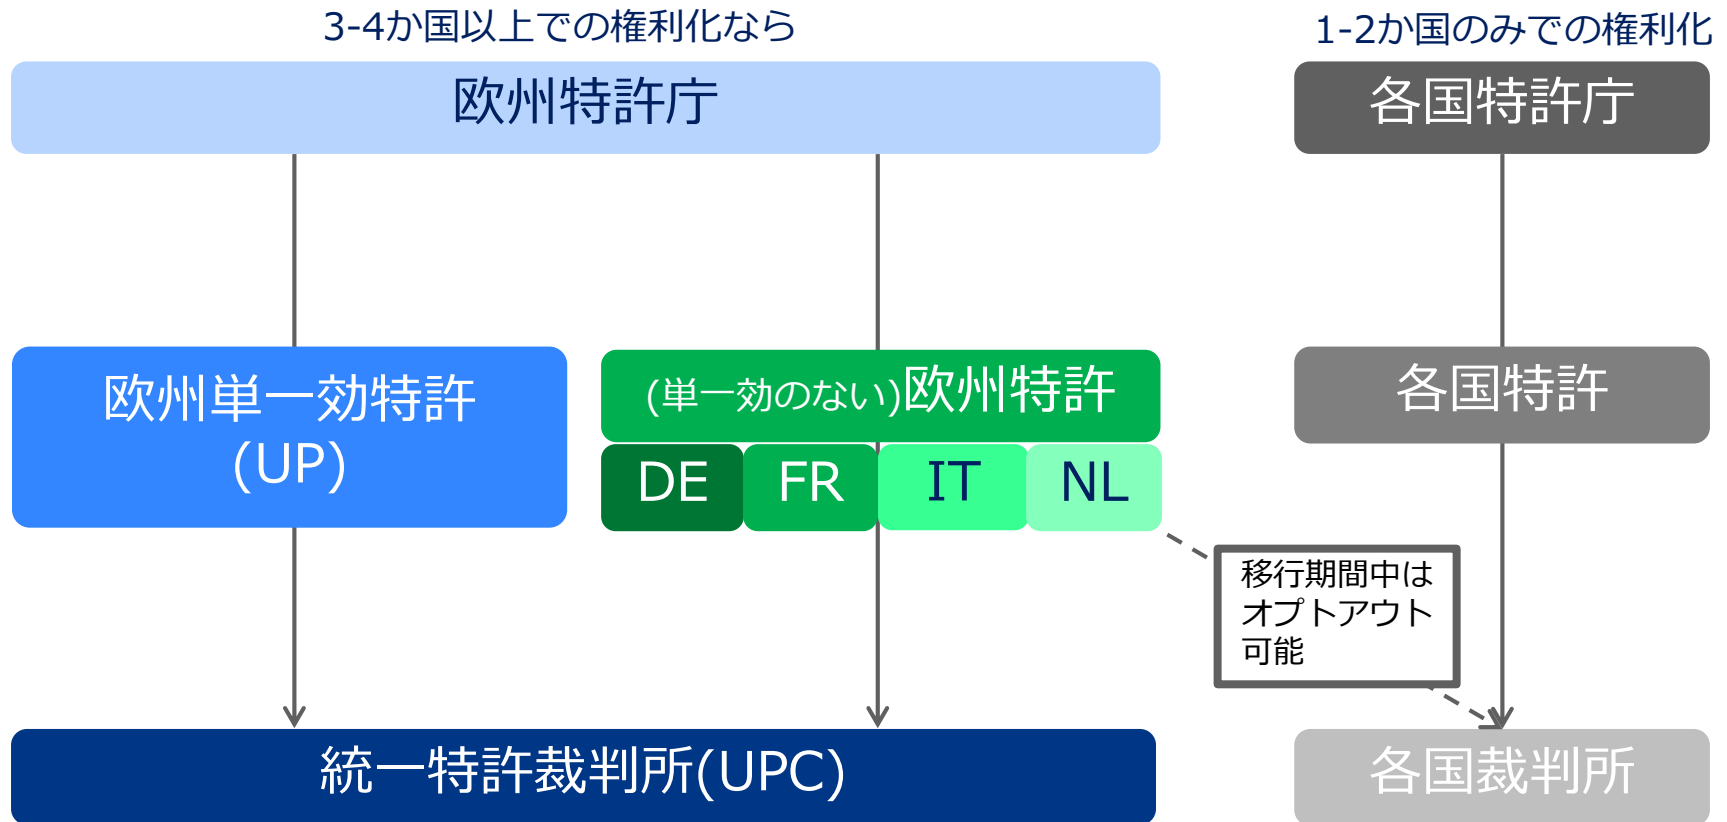 3-4か国以上での権利化なら
1-2か国のみでの権利化
欧州特許庁
各国特許庁
欧州単一効特許
(UP)
(単一効のない)欧州特許
DE
FR
IT
NL
各国特許
移行期間中は
オプトアウト
可能
統一特許裁判所(UPC)
各国裁判所